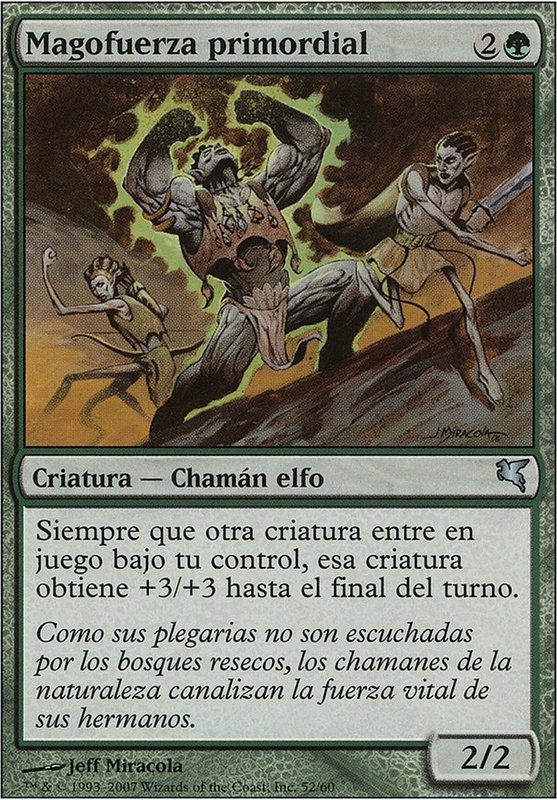 Magofuerza primordial 2
J. MIRACOLA
Criatura — Chamán elfo
Siempre que otra criatura entre en
juego bajo tu control, esa criatura
obtiene +3/+3 hasta el final del turno.
Como sus plegarias no son escuchadas
por los bosques resecos, los chamanes de la
naturaleza canalizan la fuerza vital de
sus hermanos.
2/2
Jeff Miracola
™ & © 1993–2007 Wizards of the Coast, Inc. 52/60